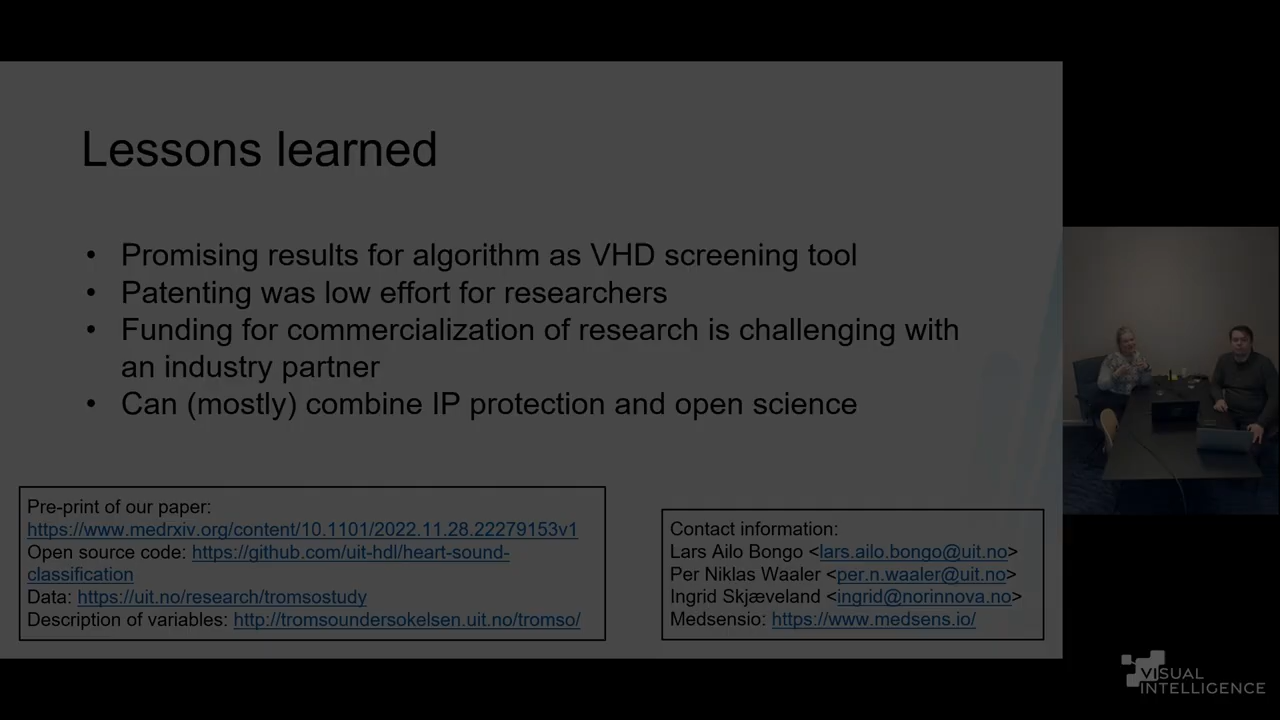 Lessons learned
• Promising results for algorithm as VHD screening tool
• Patenting was low effort for researchers
• Funding for commercialization of research is challenging with
an industry partner
• Can (mostly) combine IP protection and open science
Pre-print of our paper:
https://www.medrxiv.org/content/10.1101/2022.11.28.22279153v1
Open source code: https://github.com/uit-hdl/heart-sound-
classification
Data: https://uit.no/research/tromsostudy
Description of variables: http://tromsoundersokelsen.uit.no/tromso/
Contact information:
Lars Ailo Bongo <lars.ailo.bongo@uit.no>
Per Niklas Waaler <per.n.waaler@uit.no>
Ingrid Skjæveland <ingrid@norinnova.no>
Medsensio: https://www.medsens.io/
VISUAL
INTELLIGENCE